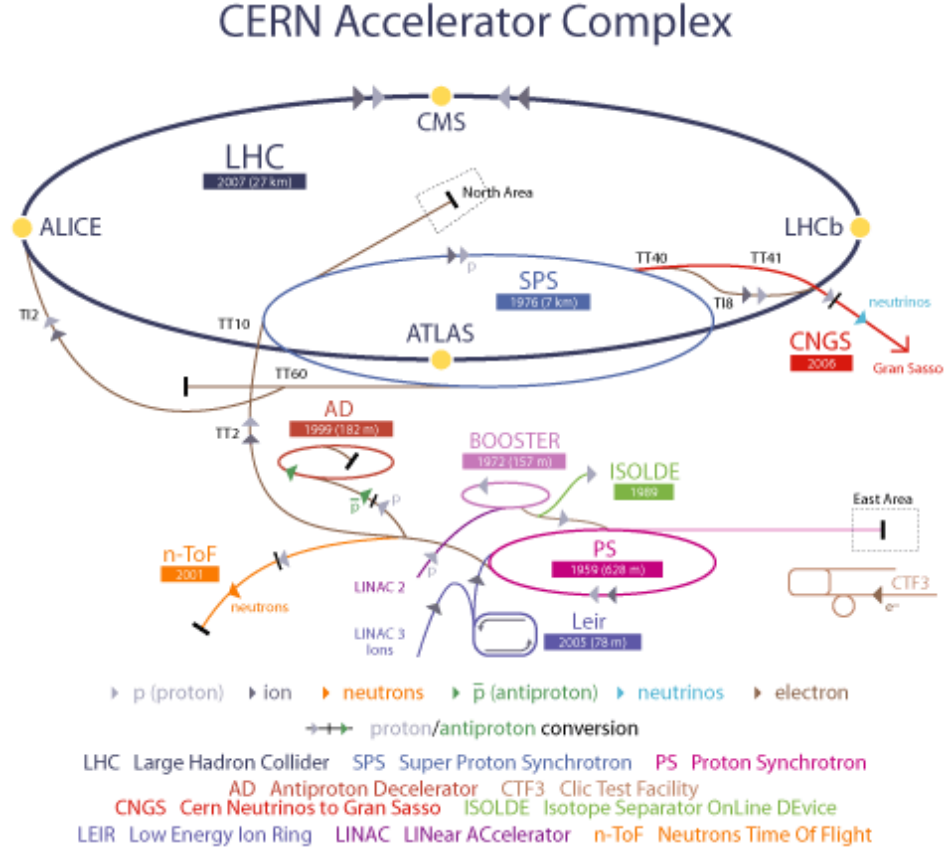 CERN Accelerator Complex
CMS
LHC
2007 (27 km)
North Area
ALICE
LHCb
TT40
TT41
p
SPS
1976 (7 km)
TI8
neutrinos
TI2
TT10
ATLAS
CNGS
2006
Gran Sasso
TT60
AD
1999 (182 m)
TT2
BOOSTER
1972 (157 m)
ISOLDE
1989
p̅
p
East Area
n-ToF
2001
p
PS
1959 (628 m)
LINAC 2
neutrons
CTF3
e-
LINAC 3
Ions
Leir
2005 (78 m)
p (proton) ion neutrons p̅ (antiproton) neutrinos electron
proton/antiproton conversion
LHC Large Hadron Collider SPS Super Proton Synchrotron PS Proton Synchrotron
AD Antiproton Decelerator CTF3 Clic Test Facility
CNGS Cern Neutrinos to Gran Sasso ISOLDE Isotope Separator OnLine DEvice
LEIR Low Energy Ion Ring LINAC LINear ACcelerator n-ToF Neutrons Time Of Flight